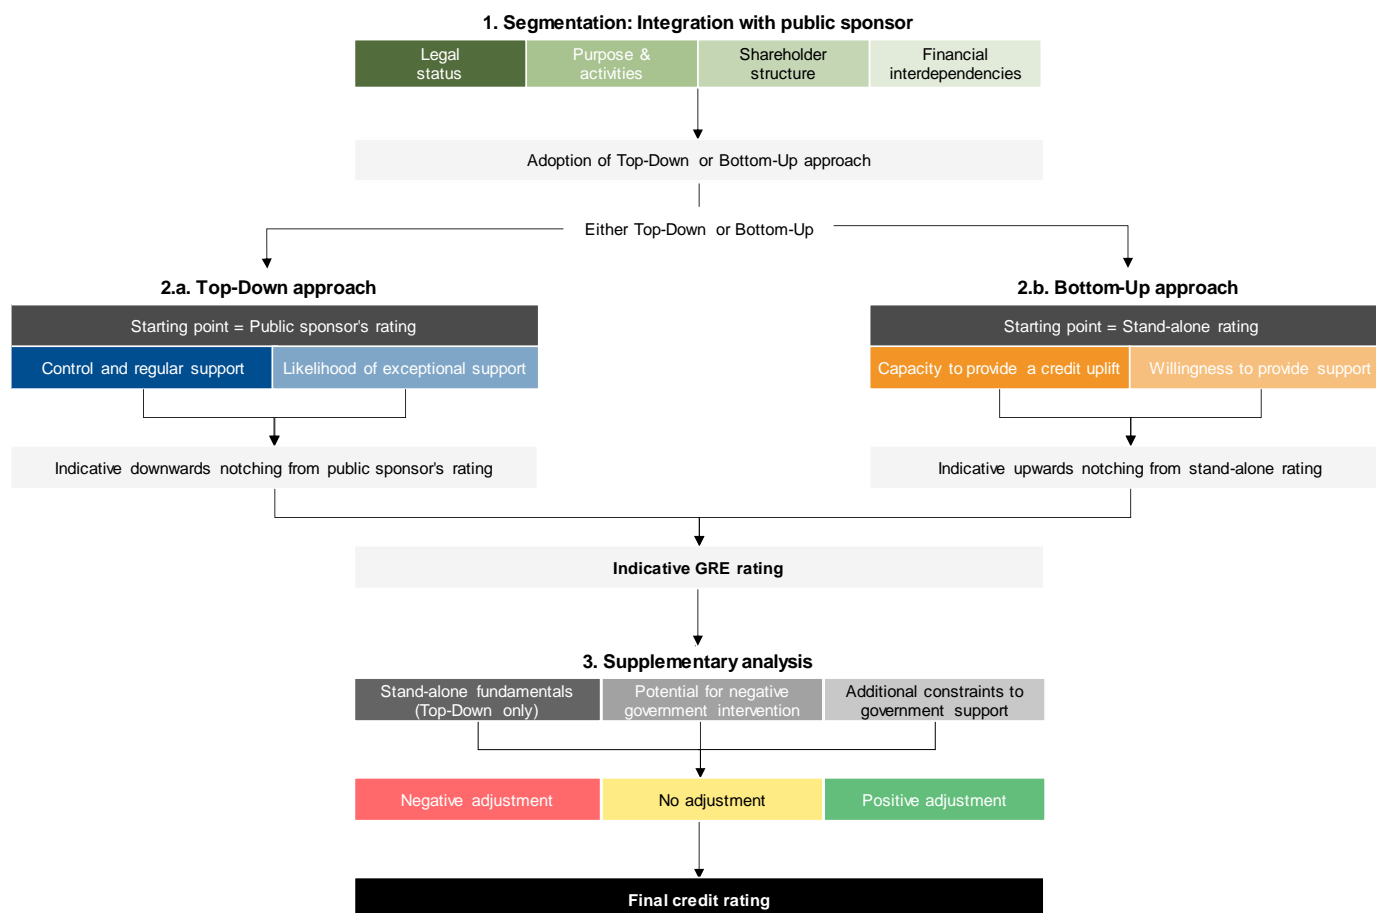 1. Segmentation: Integration with public sponsor
Legal
status
Purpose &
activities
Shareholder
structure
Financial
interdependencies
Adoption of Top-Down or Bottom-Up approach
Either Top-Down or Bottom-Up
2.a. Top-Down approach
Starting point = Public sponsor's rating
Control and regular support
Likelihood of exceptional support
Indicative downwards notching from public sponsor's rating
2.b. Bottom-Up approach
Starting point = Stand-alone rating
Capacity to provide a credit uplift
Willingness to provide support
Indicative upwards notching from stand-alone rating
Indicative GRE rating
3. Supplementary analysis
Stand-alone fundamentals
(Top-Down only)
Potential for negative
government intervention
Additional constraints to
government support
Negative adjustment
No adjustment
Positive adjustment
Final credit rating